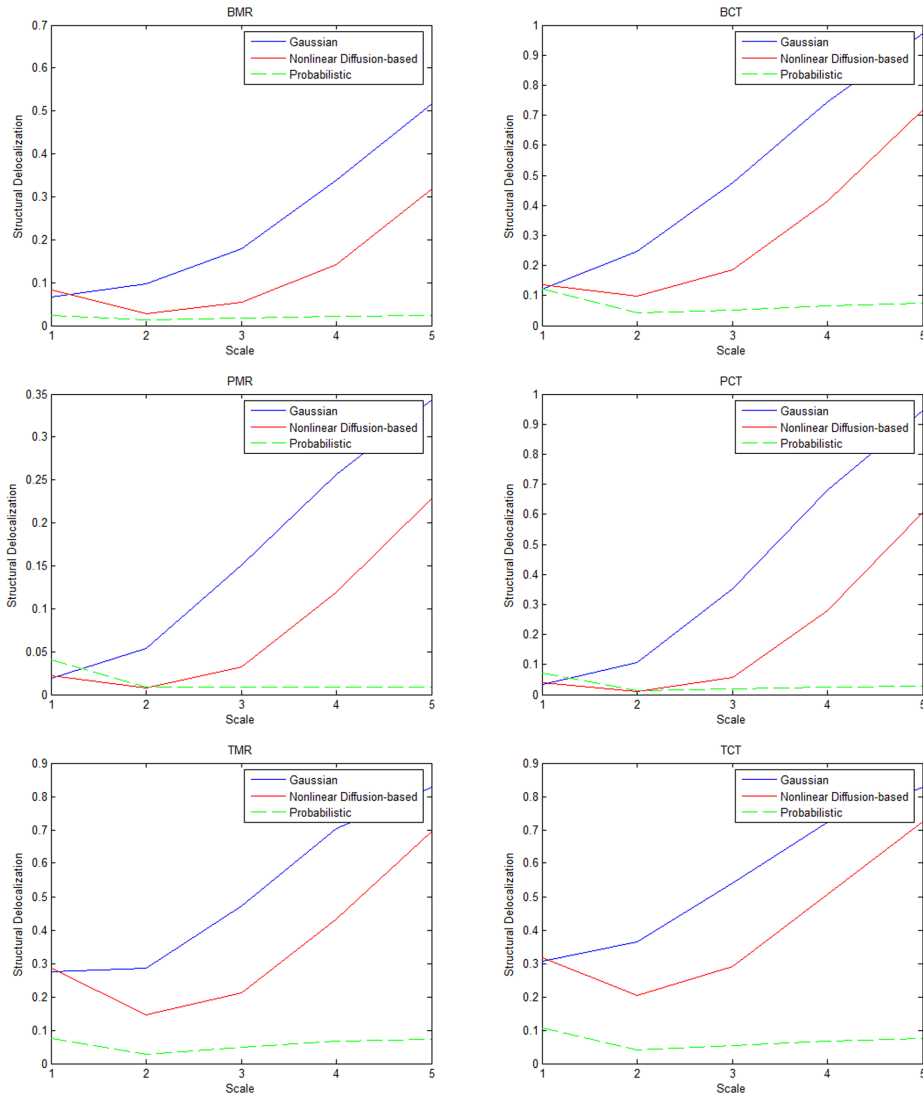 BMR
0.7
0.6
0.5
0.4
0.3
0.2
0.1
0
Structural Delocalization
Gaussian
Nonlinear Diffusion-based
Probabilistic
1 2 3 4 5
Scale
BCT
1
0.9
0.8
0.7
0.6
0.5
0.4
0.3
0.2
0.1
0
Structural Delocalization
Gaussian
Nonlinear Diffusion-based
Probabilistic
1 2 3 4 5
Scale
PMR
0.35
0.3
0.25
0.2
0.15
0.1
0.05
0
Structural Delocalization
Gaussian
Nonlinear Diffusion-based
Probabilistic
1 2 3 4 5
Scale
PCT
1
0.9
0.8
0.7
0.6
0.5
0.4
0.3
0.2
0.1
0
Structural Delocalization
Gaussian
Nonlinear Diffusion-based
Probabilistic
1 2 3 4 5
Scale
TMR
0.9
0.8
0.7
0.6
0.5
0.4
0.3
0.2
0.1
0
Structural Delocalization
Gaussian
Nonlinear Diffusion-based
Probabilistic
1 2 3 4 5
Scale
TCT
0.9
0.8
0.7
0.6
0.5
0.4
0.3
0.2
0.1
0
Structural Delocalization
Gaussian
Nonlinear Diffusion-based
Probabilistic
1 2 3 4 5
Scale